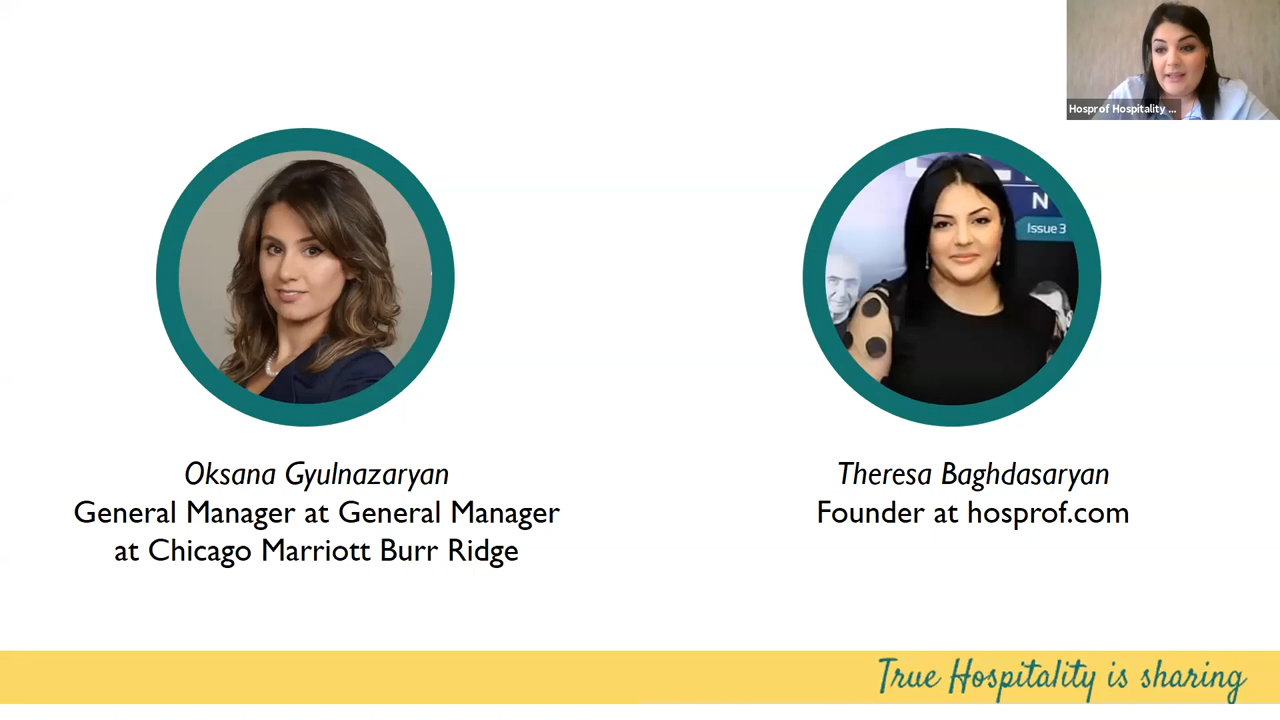 Hosprof Hospitality ...
N
Issue 3
Oksana Gyulnazaryan
General Manager at General Manager
at Chicago Marriott Burr Ridge
Theresa Baghdasaryan
Founder at hosprof.com
True Hospitality is sharing